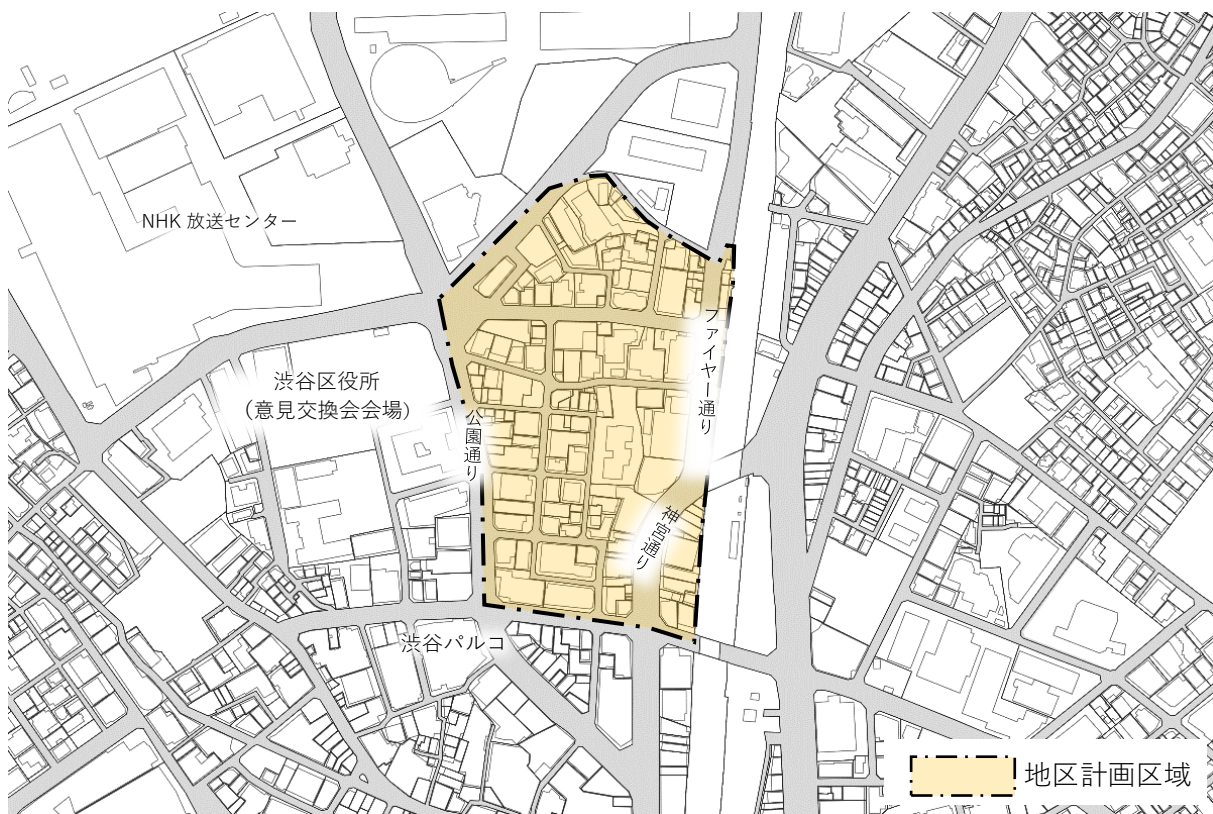 NHK 放送センター
渋谷区役所
（意見交換会会場）
公園通り
ファイヤー通り
神宮通り
渋谷パルコ
地区計画区域